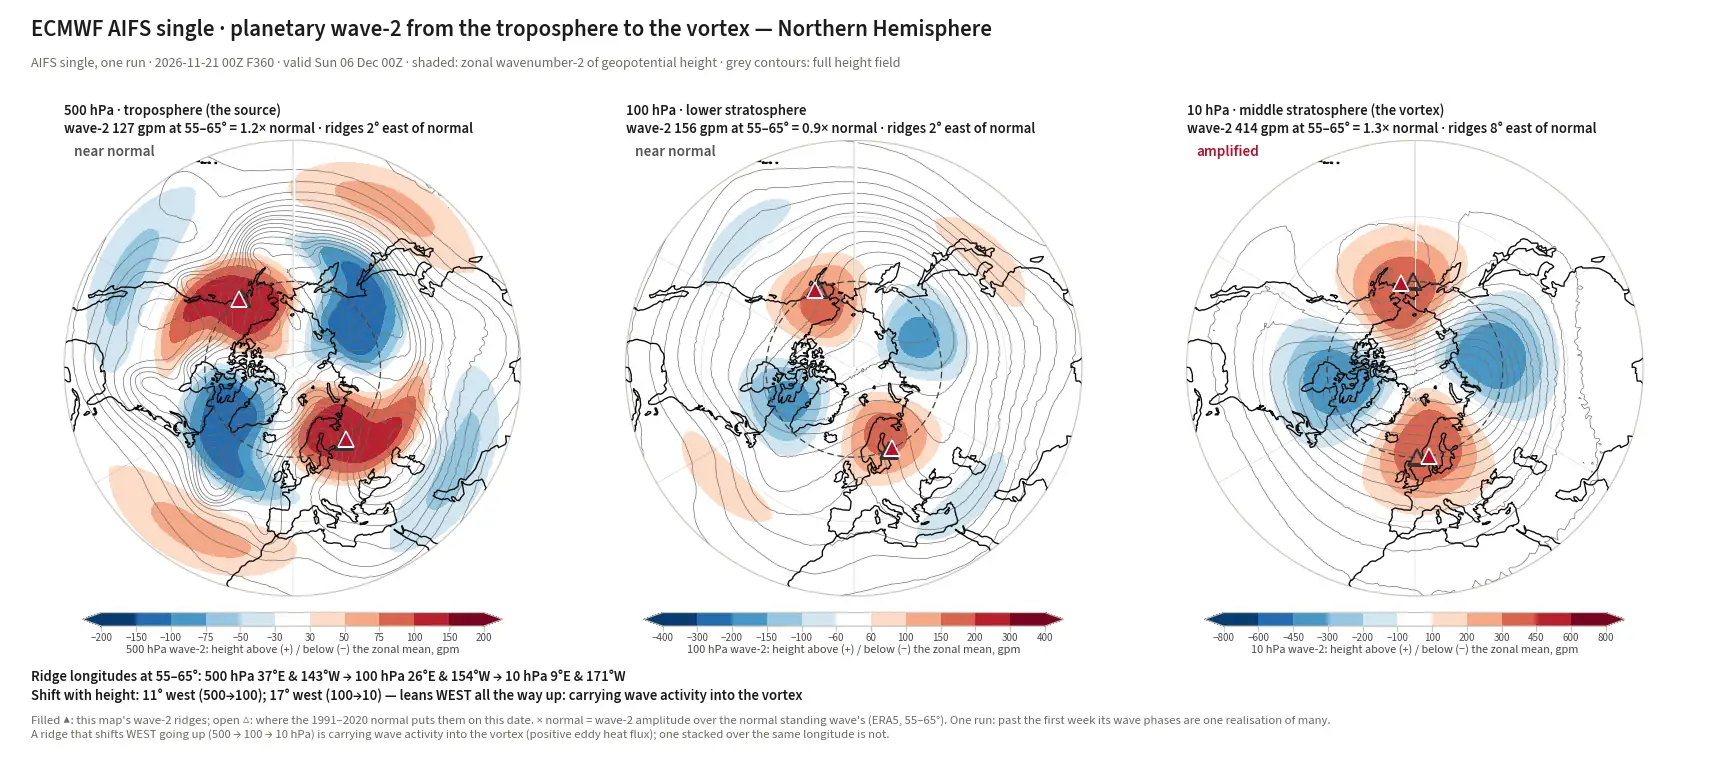 ECMWF AIFS single · planetary wave-2 from the troposphere to the vortex — Northern Hemisphere
AIFS single, one run · 2026-11-21 00Z F360 · valid Sun 06 Dec 00Z · shaded: zonal wavenumber-2 of geopotential height · grey contours: full height field
500 hPa · troposphere (the source)
wave-2 127 gpm at 55–65° = 1.2× normal · ridges 2° east of normal
near normal
100 hPa · lower stratosphere
wave-2 156 gpm at 55–65° = 0.9× normal · ridges 2° east of normal
near normal
10 hPa · middle stratosphere (the vortex)
wave-2 414 gpm at 55–65° = 1.3× normal · ridges 8° east of normal
amplified
−200 −150 −100 −75 −50 −30 30 50 75 100 150 200
500 hPa wave-2: height above (+) / below (−) the zonal mean, gpm
−400 −300 −200 −150 −100 −60 60 100 150 200 300 400
100 hPa wave-2: height above (+) / below (−) the zonal mean, gpm
−800 −600 −450 −300 −200 −100 100 200 300 450 600 800
10 hPa wave-2: height above (+) / below (−) the zonal mean, gpm
Ridge longitudes at 55–65°: 500 hPa 37°E & 143°W → 100 hPa 26°E & 154°W → 10 hPa 9°E & 171°W
Shift with height: 11° west (500→100); 17° west (100→10) — leans WEST all the way up: carrying wave activity into the vortex
Filled ▲: this map's wave-2 ridges; open △: where the 1991–2020 normal puts them on this date. × normal = wave-2 amplitude over the normal standing wave's (ERA5, 55–65°). One run: past the first week its wave phases are one realisation of many.
A ridge that shifts WEST going up (500 → 100 → 10 hPa) is carrying wave activity into the vortex (positive eddy heat flux); one stacked over the same longitude is not.